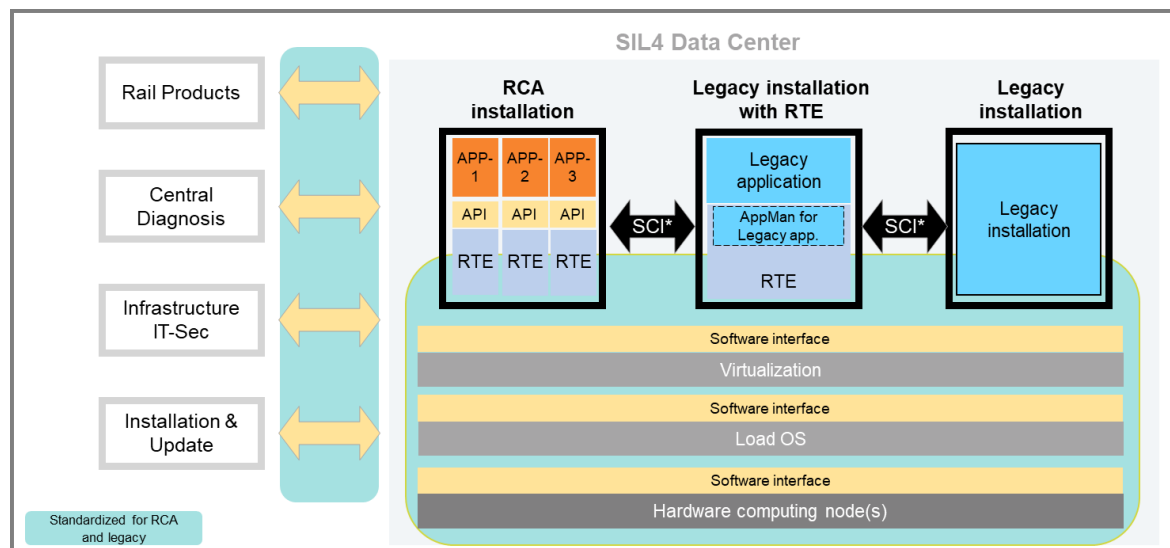 SIL4 Data Center
Rail Products
Central
Diagnosis
Infrastructure
IT-Sec
Installation &
Update
RCA
installation
Legacy installation
with RTE
Legacy
installation
APP-
1
APP-
2
APP-
3
API
API
API
RTE
RTE
RTE
SCI*
Legacy
application
AppMan for
Legacy app.
RTE
SCI*
Legacy
installation
Software interface
Virtualization
Software interface
Load OS
Software interface
Hardware computing node(s)
Standardized for RCA
and legacy